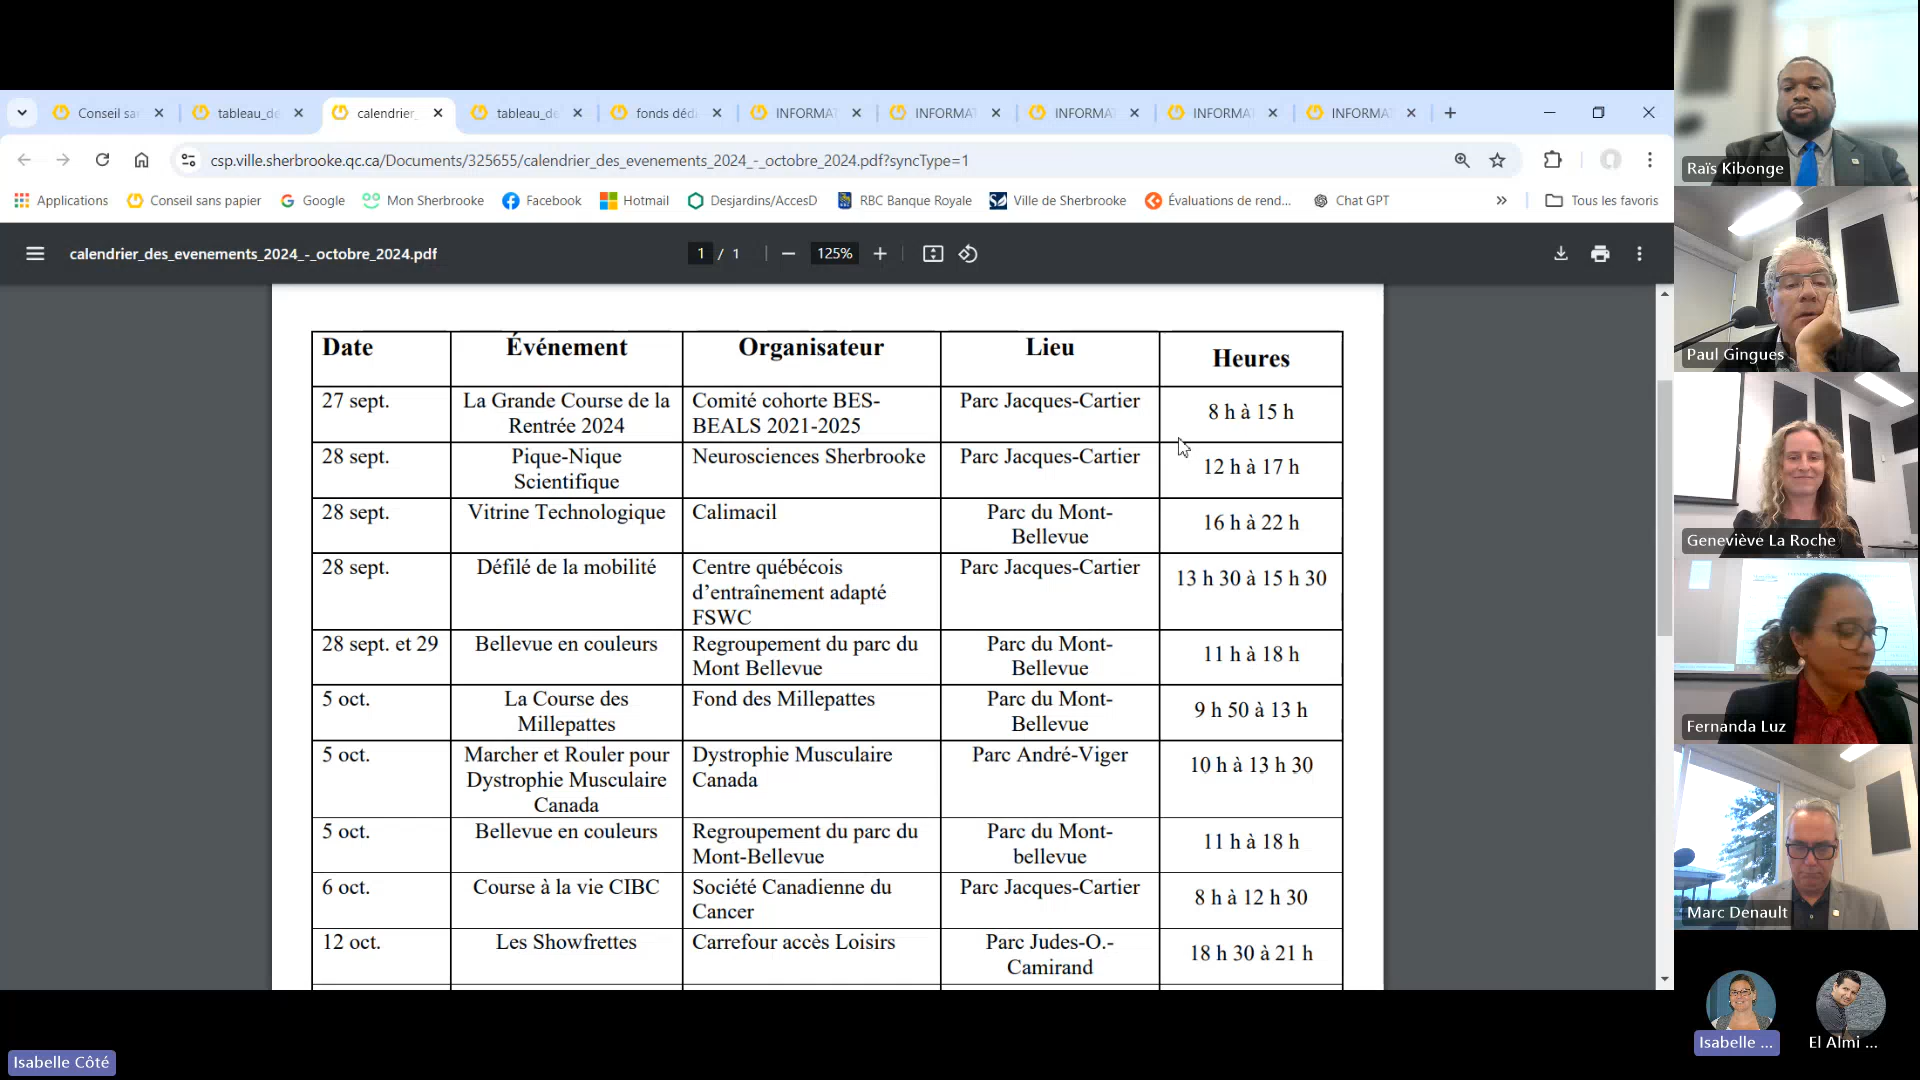 Conseil sa
tableau_de
calendrier_
tableau_de
fonds dédi
INFORMAT
INFORMAT
INFORMAT
INFORMAT
INFORMAT
csp.ville.sherbrooke.qc.ca/Documents/325655/calendrier_des_evenements_2024_-_octobre_2024.pdf?syncType=1
Applications
Conseil sans papier
Google
Mon Sherbrooke
Facebook
Hotmail
Desjardins/AccesD
RBC Banque Royale
Ville de Sherbrooke
Évaluations de rend...
Chat GPT
»
Tous les favoris
calendrier_des_evenements_2024_-_octobre_2024.pdf
1 / 1
125%
Date Événement Organisateur Lieu Heures
27 sept. La Grande Course de la Comité cohorte BES- Parc Jacques-Cartier 8 h à 15 h
Rentrée 2024 BEALS 2021-2025
28 sept. Pique-Nique Neurosciences Sherbrooke Parc Jacques-Cartier 12 h à 17 h
Scientifique
28 sept. Vitrine Technologique Calimacil Parc du Mont- 16 h à 22 h
Bellevue
28 sept. Défilé de la mobilité Centre québécois Parc Jacques-Cartier 13 h 30 à 15 h 30
d’entraînement adapté
FSWC
28 sept. et 29 Bellevue en couleurs Regroupement du parc du Parc du Mont- 11 h à 18 h
Mont Bellevue Bellevue
5 oct. La Course des Fond des Millepattes Parc du Mont- 9 h 50 à 13 h
Millepattes Bellevue
5 oct. Marcher et Rouler pour Dystrophie Musculaire Parc André-Viger 10 h à 13 h 30
Dystrophie Musculaire Canada
Canada
5 oct. Bellevue en couleurs Regroupement du parc du Parc du Mont- 11 h à 18 h
Mont-Bellevue bellevue
6 oct. Course à la vie CIBC Société Canadienne du Parc Jacques-Cartier 8 h à 12 h 30
Cancer
12 oct. Les Showfrettes Carrefour accès Loisirs Parc Judes-O.- 18 h 30 à 21 h
Camirand
Raïs Kibonge
Paul Gingues
Geneviève La Roche
Fernanda Luz
Marc Denault
Isabelle ...
El Almi ...
Isabelle Côté